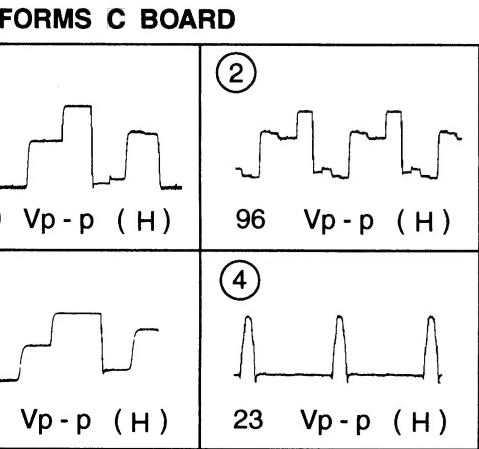 FORMS C BOARD
②
Vp-p (H)
96 Vp-p (H)
④
Vp-p (H)
23 Vp-p (H)